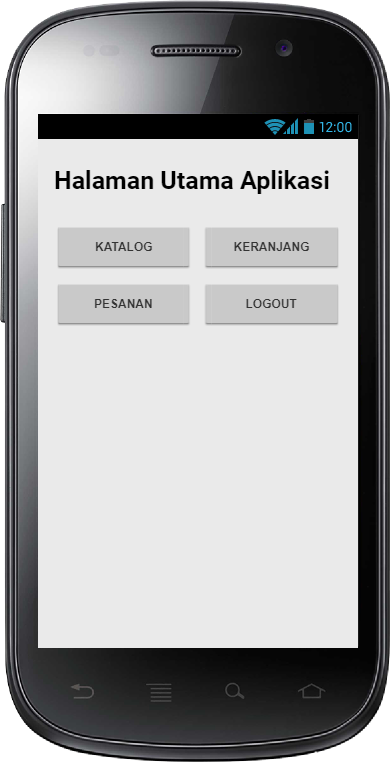 12:00
Halaman Utama Aplikasi
KATALOG KERANJANG
PESANAN LOGOUT